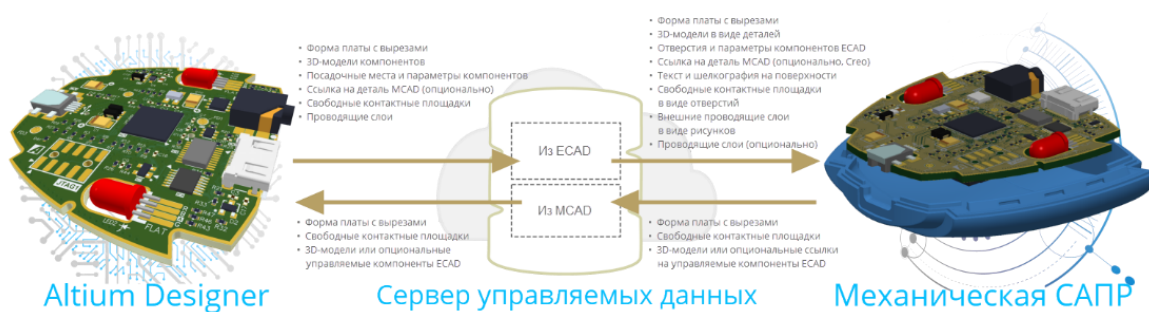 • Форма платы с вырезами
• 3D-модели компонентов
• Посадочные места и параметры компонентов
• Ссылка на деталь MCAD (опционально)
• Свободные контактные площадки
• Проводящие слои
• Форма платы с вырезами
• 3D-модели в виде деталей
• Отверстия и параметры компонентов ECAD
• Ссылка на деталь MCAD (опционально, Creo)
• Текст и шелкография на поверхности
• Свободные контактные площадки
в виде отверстий
• Внешние проводящие слои
в виде рисунков
• Проводящие слои (опционально)
Из ECAD
Из MCAD
• Форма платы с вырезами
• Свободные контактные площадки
• 3D-модели или опциональные
управляемые компоненты ECAD
• Форма платы с вырезами
• Свободные контактные площадки
• 3D-модели или опциональные ссылки
на управляемые компоненты ECAD
JTAG1
LED2
FLAT
Altium Designer
Сервер управляемых данных
Механическая САПР